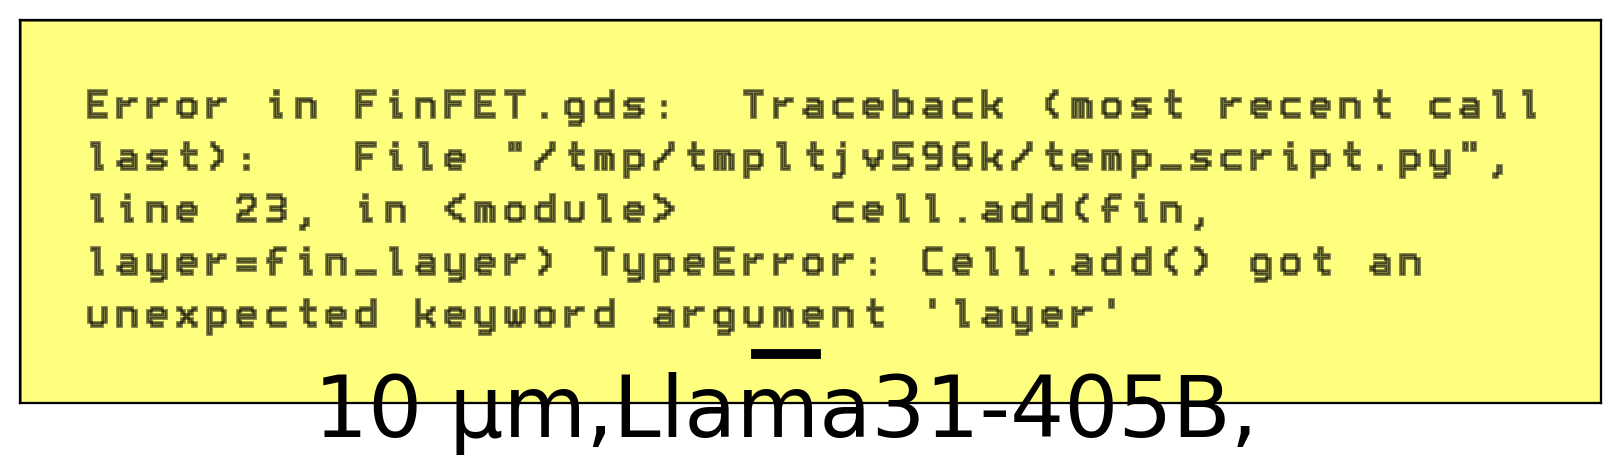 Error in FinFET.gds:  Traceback (most recent call
last):   File "/tmp/tmpltjv596k/temp_script.py",
line 23, in <module>     cell.add(fin,
layer=fin_layer) TypeError: Cell.add() got an
unexpected keyword argument 'layer'
10 μm,Llama31-405B,